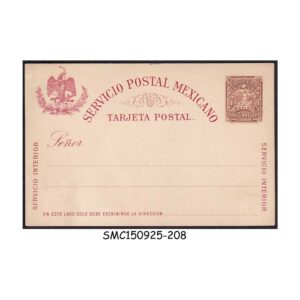 SERVICIO POSTAL MEXICANO
TARJETA POSTAL.
Señor
SERVICIO INTERIOR
SERVICIO INTERIOR.
EN ESTE LADO SOLO DEBE ESCRIBIRSE LA DIRECCION
SMC150925-208